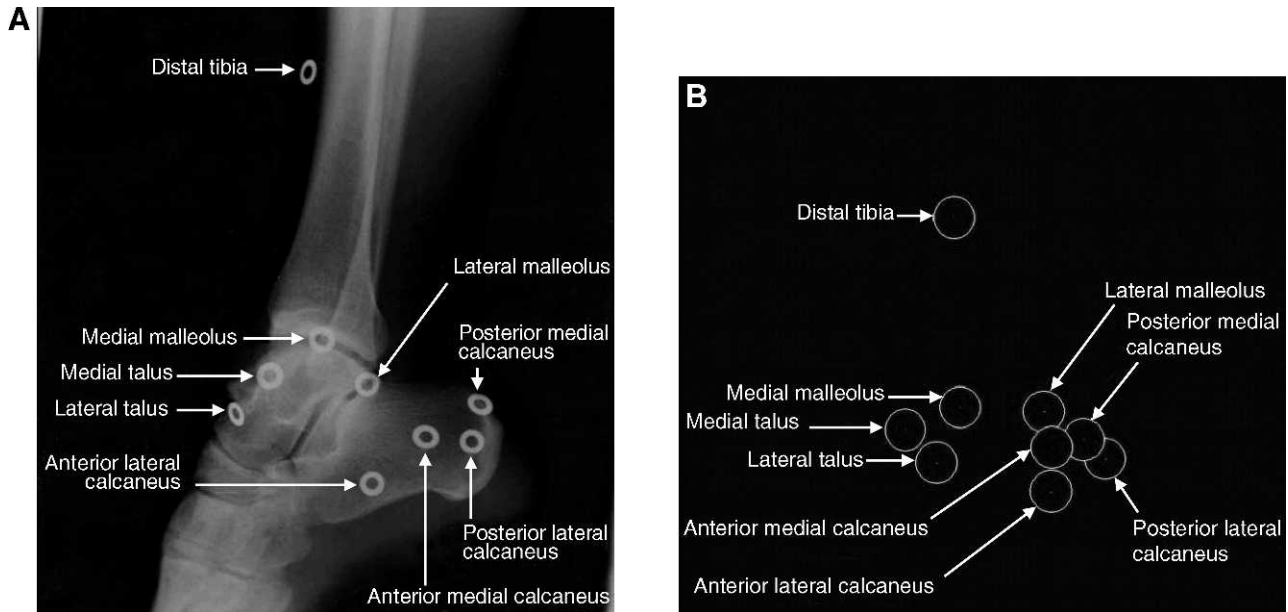 A
Distal tibia
Lateral malleolus
Medial malleolus
Posterior medial
calcaneus
Medial talus
Lateral talus
Anterior lateral
calcaneus
Posterior lateral
calcaneus
Anterior medial calcaneus
B
Distal tibia
Lateral malleolus
Posterior medial
calcaneus
Medial malleolus
Medial talus
Lateral talus
Anterior medial calcaneus
Posterior lateral
calcaneus
Anterior lateral calcaneus